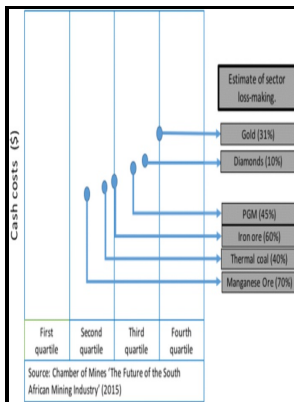 Cash costs ($)
Estimate of sector
loss-making.
Gold (31%)
Diamonds (10%)
PGM (45%)
Iron ore (60%)
Thermal coal (40%)
Manganese Ore (70%)
First
quartile
Second
quartile
Third
quartile
Fourth
quartile
Source: Chamber of Mines 'The Future of the South
African Mining Industry' (2015)